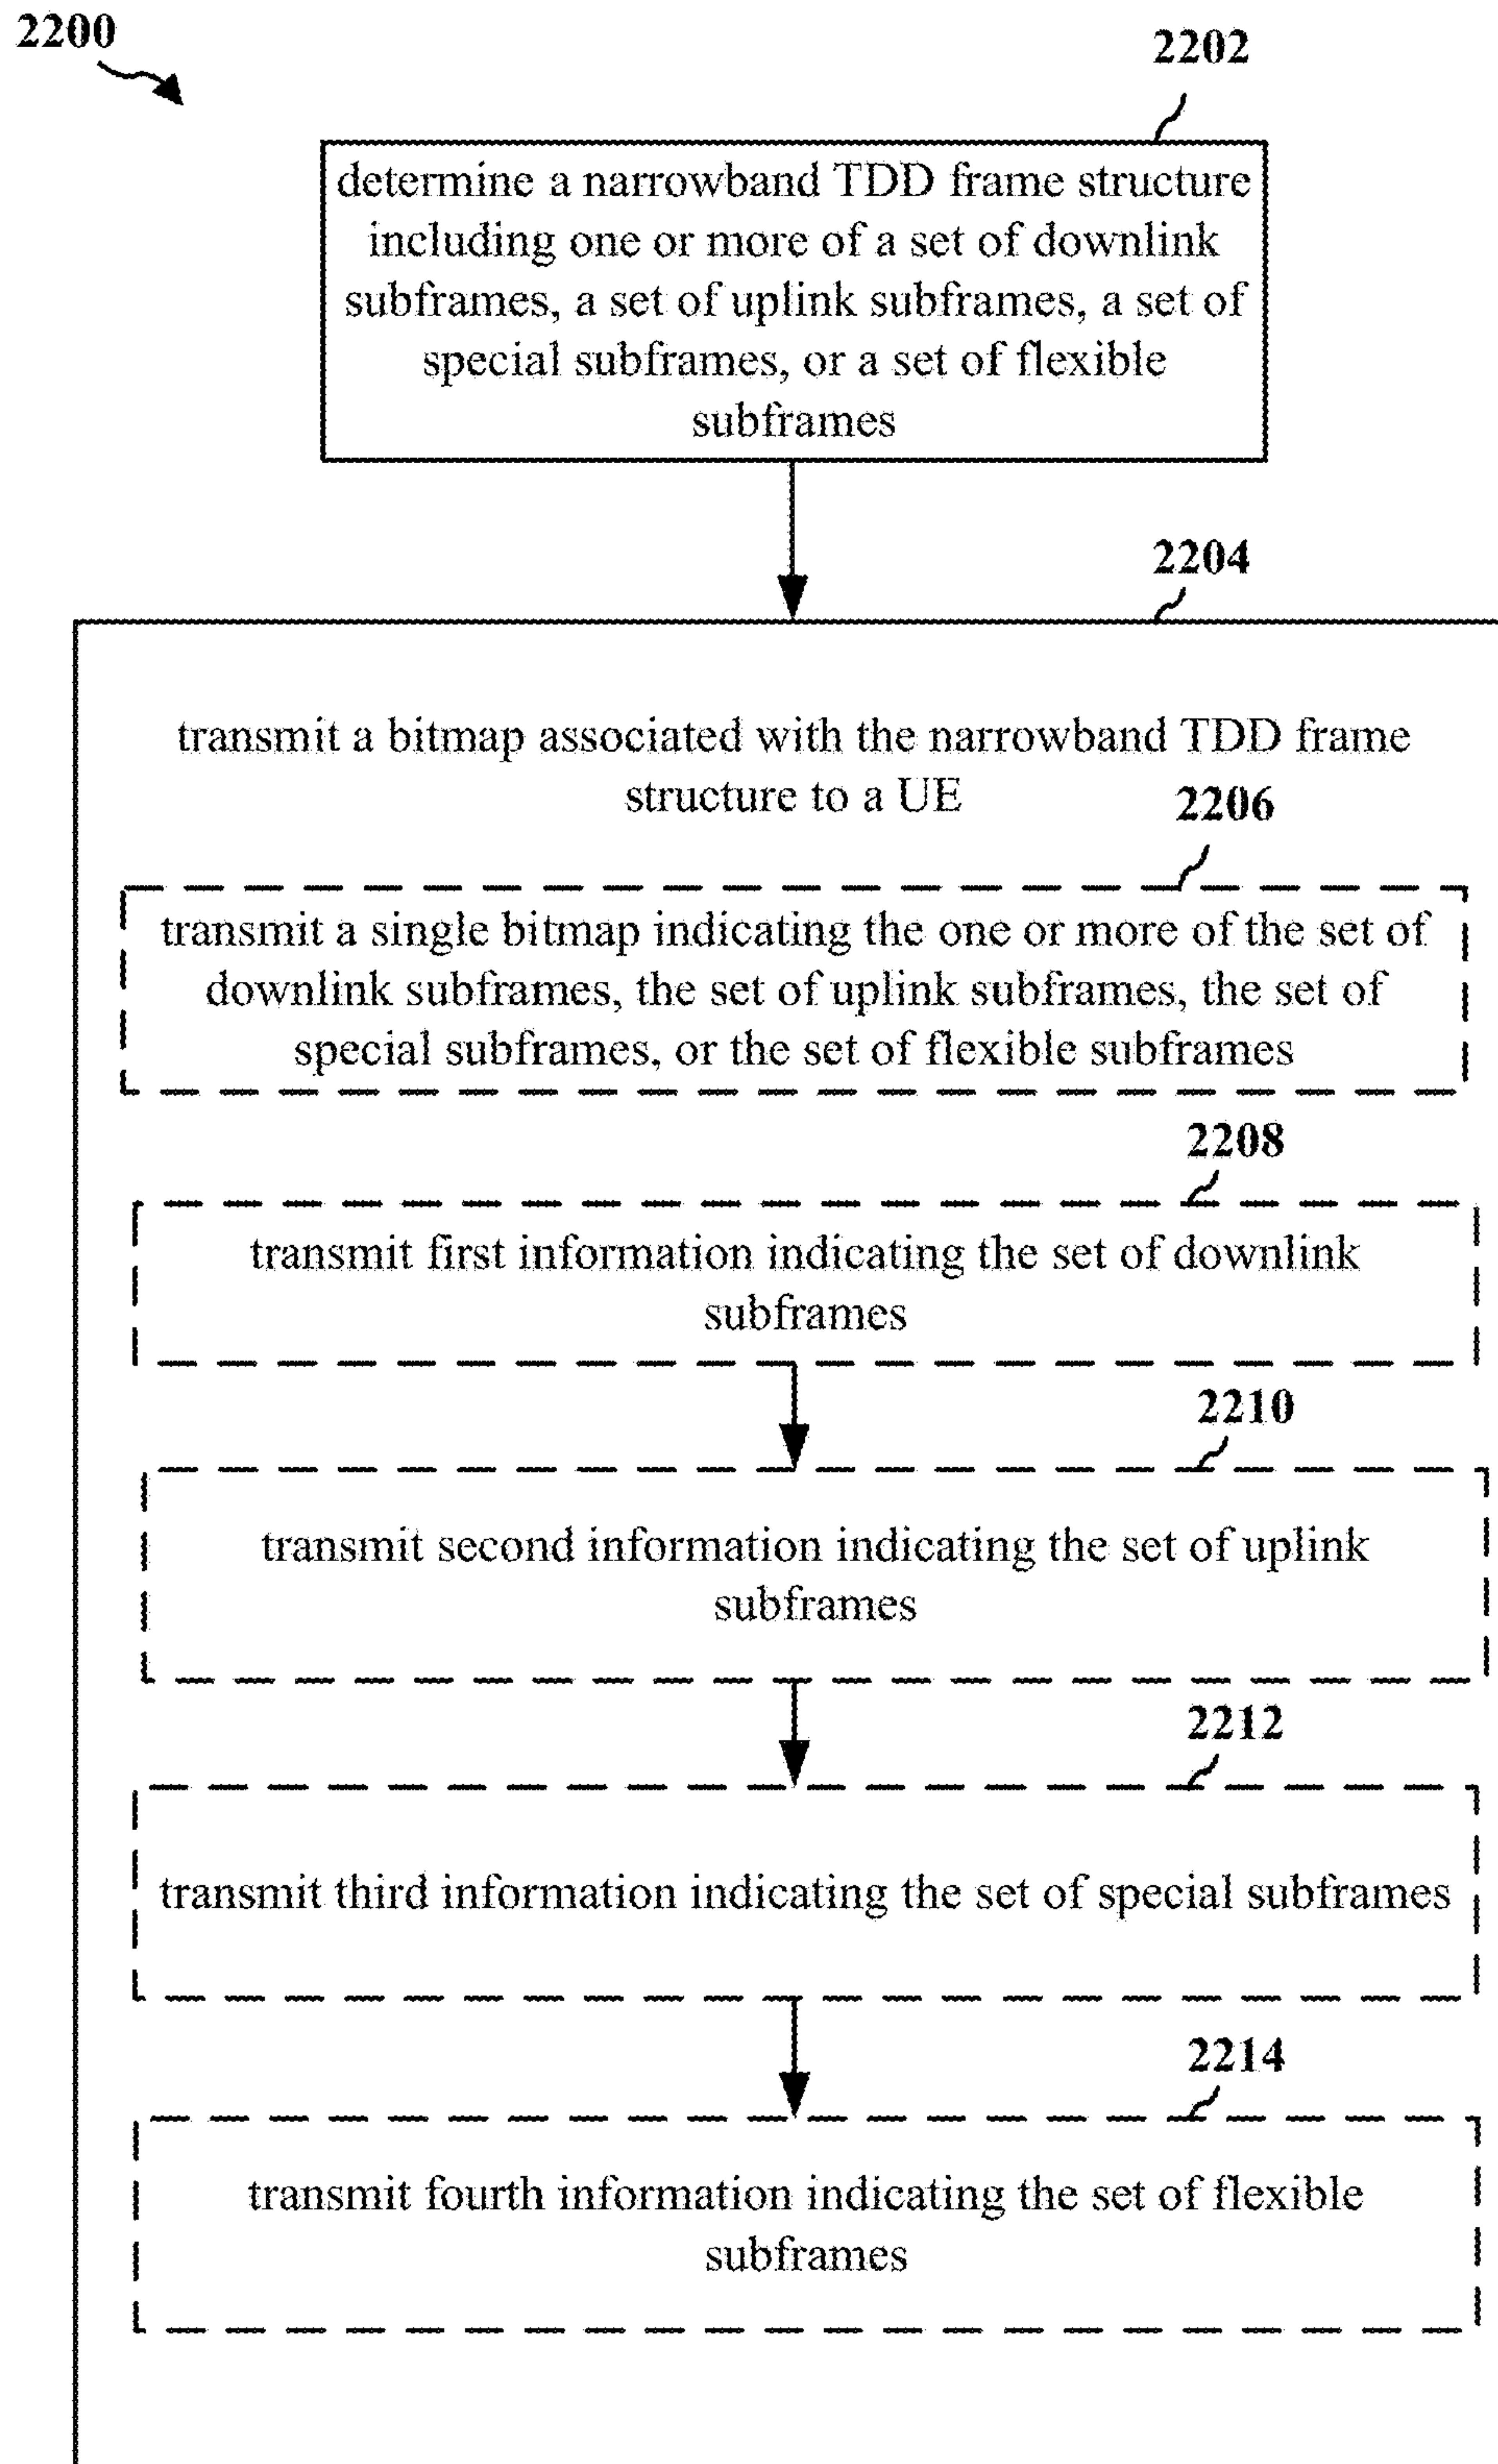 2200
2202
determine a narrowband TDD frame structure
including one or more of a set of downlink
subframes, a set of uplink subframes, a set of
special subframes, or a set of flexible
subframes
2204
transmit a bitmap associated with the narrowband TDD frame
structure to a UE
2206
transmit a single bitmap indicating the one or more of the set of
downlink subframes, the set of uplink subframes, the set of
special subframes, or the set of flexible subframes
2208
transmit first information indicating the set of downlink
subframes
2210
transmit second information indicating the set of uplink
subframes
2212
transmit third information indicating the set of special subframes
2214
transmit fourth information indicating the set of flexible
subframes